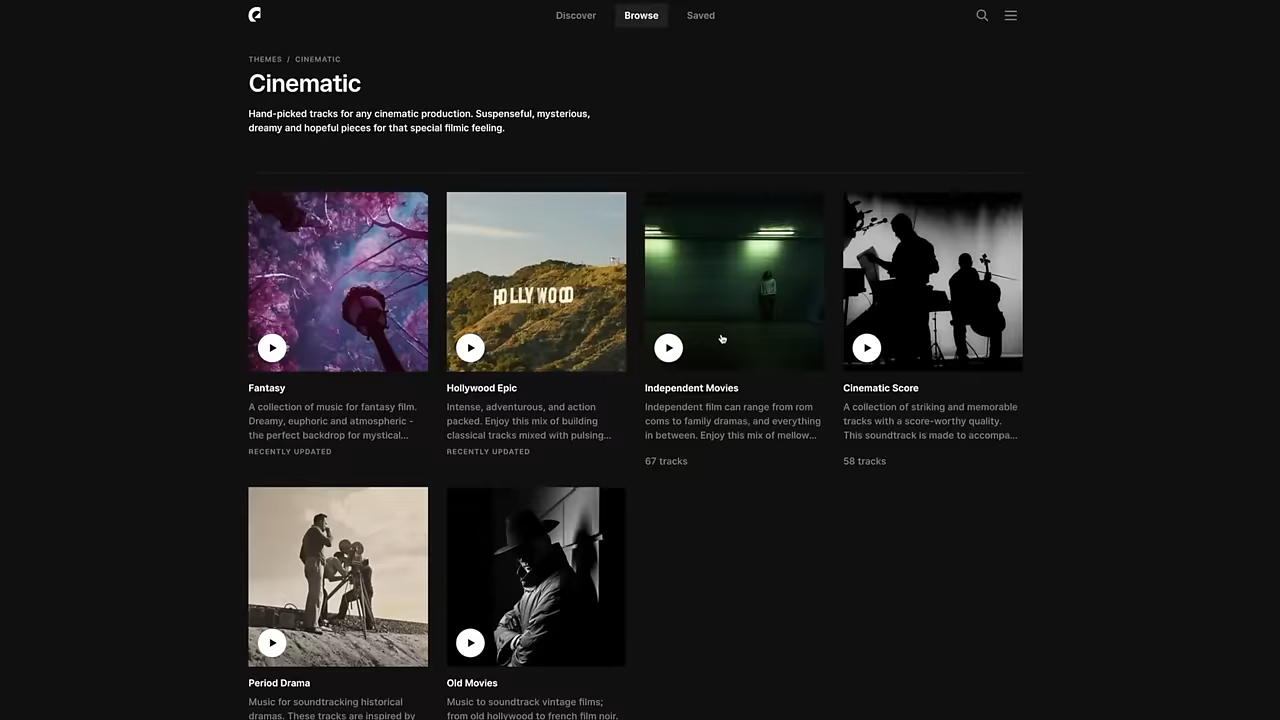 Discover
Browse
Saved
THEMES / CINEMATIC
Cinematic
Hand-picked tracks for any cinematic production. Suspenseful, mysterious,
dreamy and hopeful pieces for that special filmic feeling.
HOLLYWOOD
Fantasy
A collection of music for fantasy film.
Dreamy, euphoric and atmospheric -
the perfect backdrop for mystical...
RECENTLY UPDATED
Hollywood Epic
Intense, adventurous, and action
packed. Enjoy this mix of building
classical tracks mixed with pulsing...
RECENTLY UPDATED
Independent Movies
Independent film can range from rom
coms to family dramas, and everything
in between. Enjoy this mix of mellow...
67 tracks
Cinematic Score
A collection of striking and memorable
tracks with a score-worthy quality.
This soundtrack is made to accompa...
58 tracks
Period Drama
Music for soundtracking historical
dramas. These tracks are inspired by
Old Movies
Music to soundtrack vintage films;
from old hollywood to french film noir.